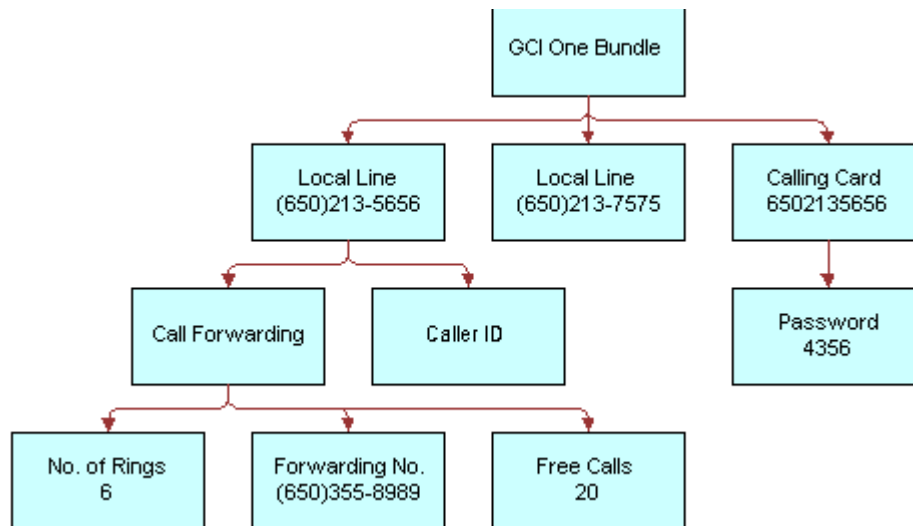 GCI One Bundle
Local Line
(650)213-5656
Local Line
(650)213-7575
Calling Card
6502135656
Call Forwarding
Caller ID
Password
4356
No. of Rings
6
Forwarding No.
(650)355-8989
Free Calls
20